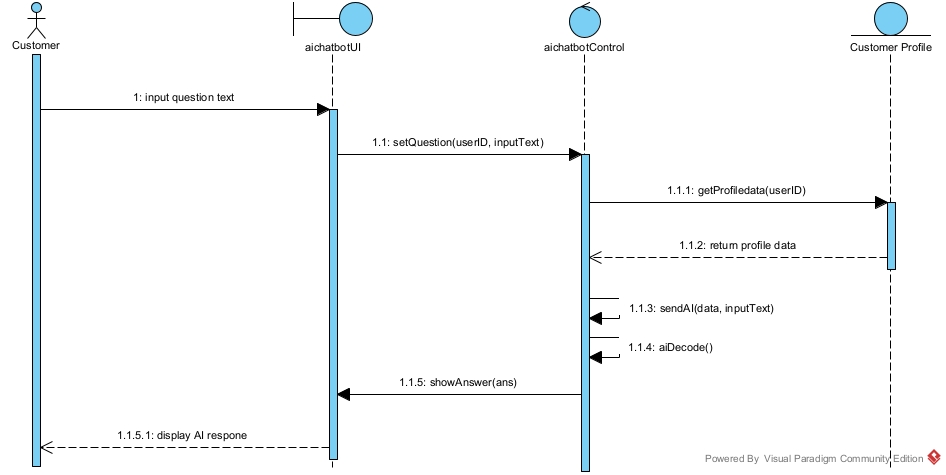 Customer
aichatbotUI
aichatbotControl
Customer Profile
1: input question text
1.1: setQuestion(userID, inputText)
1.1.1: getProfiledata(userID)
1.1.2: return profile data
1.1.3: sendAI(data, inputText)
1.1.4: aiDecode()
1.1.5: showAnswer(ans)
1.1.5.1: display AI respone
Powered By Visual Paradigm Community Edition